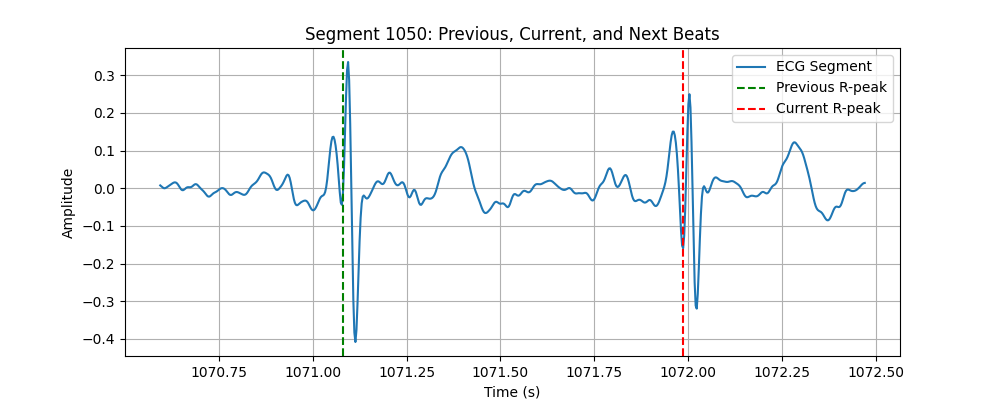 Segment 1050: Previous, Current, and Next Beats
ECG Segment
Previous R-peak
Current R-peak
Amplitude
0.3
0.2
0.1
0.0
−0.1
−0.2
−0.3
−0.4
1070.75 1071.00 1071.25 1071.50 1071.75 1072.00 1072.25 1072.50
Time (s)